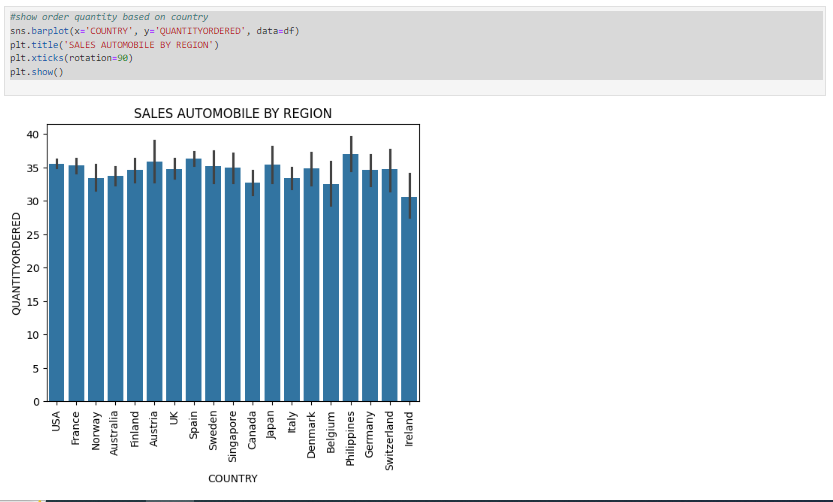 #show order quantity based on country
sns.barplot(x='COUNTRY', y='QUANTITYORDERED', data=df)
plt.title('SALES AUTOMOBILE BY REGION')
plt.xticks(rotation=90)
plt.show()
SALES AUTOMOBILE BY REGION
40
35
30
25
20
15
10
5
0
QUANTITYORDERED
USA
France
Norway
Australia
Finland
Austria
UK
Spain
Sweden
Singapore
Canada
Japan
Italy
Denmark
Belgium
Philippines
Germany
Switzerland
Ireland
COUNTRY